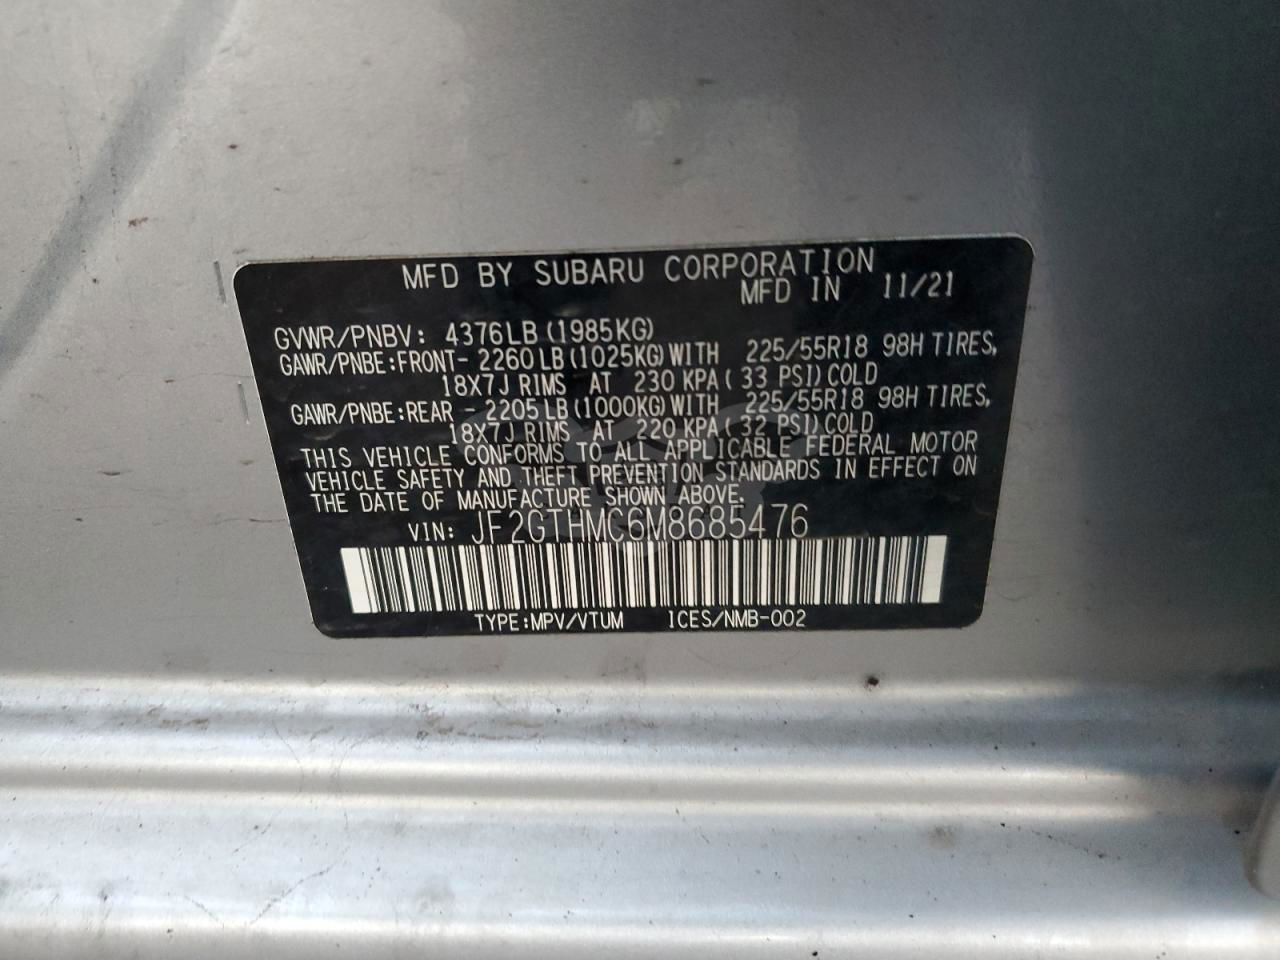 MFD BY SUBARU CORPORATION
MFD IN 11/21
GVWR/PNBV: 4376LB (1985KG)
GAWR/PNBE:FRONT- 2260 LB (1025KG) WITH 225/55R18 98H TIRES,
18X7J RIMS AT 230 KPA ( 33 PSI) COLD
GAWR/PNBE:REAR - 2205 LB (1000KG) WITH 225/55R18 98H TIRES,
18X7J RIMS AT 220 KPA ( 32 PSI) COLD
THIS VEHICLE CONFORMS TO ALL APPLICABLE FEDERAL MOTOR
VEHICLE SAFETY AND THEFT PREVENTION STANDARDS IN EFFECT ON
THE DATE OF MANUFACTURE SHOWN ABOVE.
VIN: JF2GTHMC6M8685476
TYPE:MPV/VTUM ICES/NMB-002